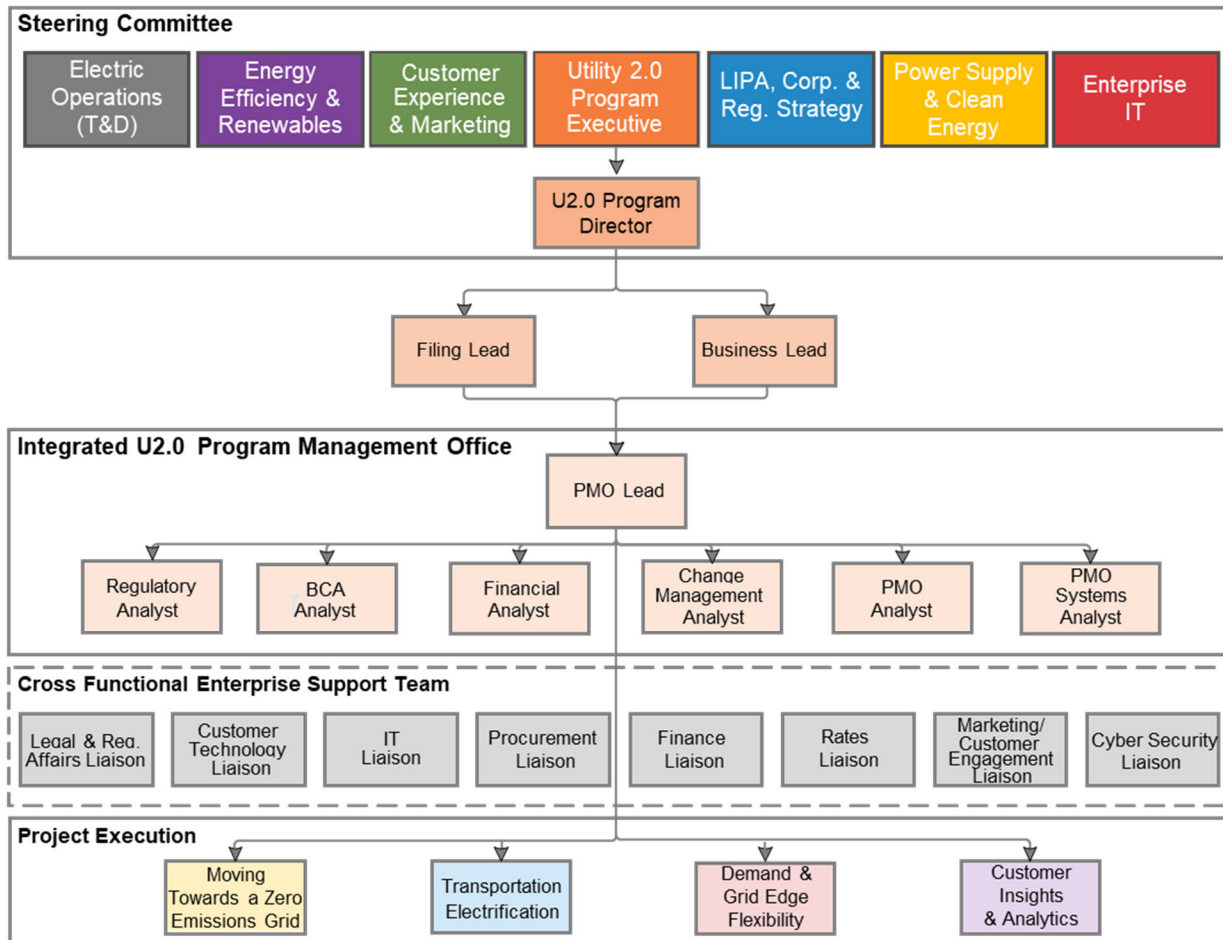 Steering Committee
Electric
Operations
(T&D)
Energy
Efficiency &
Renewables
Customer
Experience
& Marketing
Utility 2.0
Program
Executive
LIPA, Corp. &
Reg. Strategy
Power Supply
& Clean
Energy
Enterprise
IT
U2.0 Program
Director
Filing Lead
Business Lead
Integrated U2.0 Program Management Office
PMO Lead
Regulatory
Analyst
BCA
Analyst
Financial
Analyst
Change
Management
Analyst
PMO
Analyst
PMO
Systems
Analyst
Cross Functional Enterprise Support Team
Legal & Reg.
Affairs Liaison
Customer
Technology
Liaison
IT
Liaison
Procurement
Liaison
Finance
Liaison
Rates
Liaison
Marketing/
Customer
Engagement
Liaison
Cyber Security
Liaison
Project Execution
Moving
Towards a Zero
Emissions Grid
Transportation
Electrification
Demand &
Grid Edge
Flexibility
Customer
Insights
& Analytics